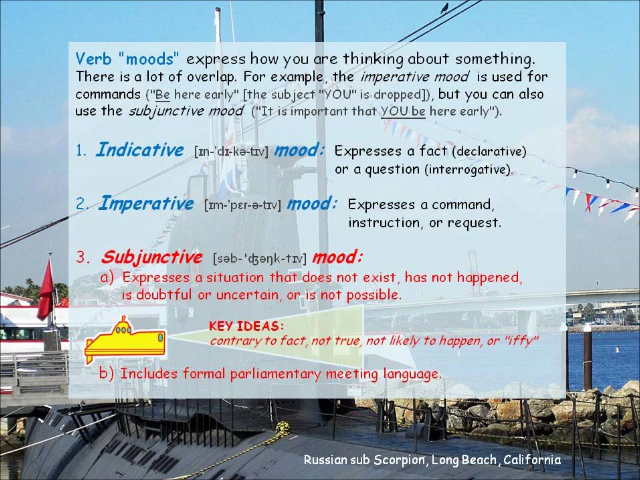 Verb "moods" express how you are thinking about something.
There is a lot of overlap. For example, the imperative mood is used for
commands ("Be here early" [the subject "YOU" is dropped]), but you can also
use the subjunctive mood ("It is important that YOU be here early").
1. Indicative [ɪn-ˈdɪ-kə-tɪv] mood: Expresses a fact (declarative)
or a question (interrogative).
2. Imperative [ɪm-ˈpɛr-ə-tɪv] mood: Expresses a command,
instruction, or request.
3. Subjunctive [səb-ˈʤəŋk-tɪv] mood:
a) Expresses a situation that does not exist, has not happened,
is doubtful or uncertain, or is not possible.
KEY IDEAS:
contrary to fact, not true, not likely to happen, or "iffy"
b) Includes formal parliamentary meeting language.
Russian sub Scorpion, Long Beach, California